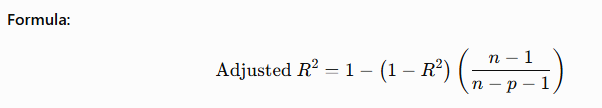 Formula:
Adjusted R² = 1 − (1 − R²) ( (n − 1) / (n − p − 1) )